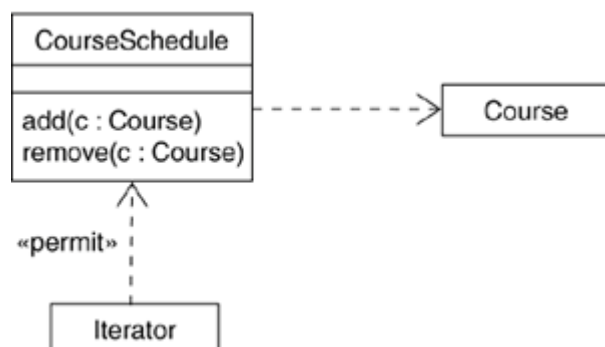 CourseSchedule
add(c : Course)
remove(c : Course)
Course
«permit»
Iterator